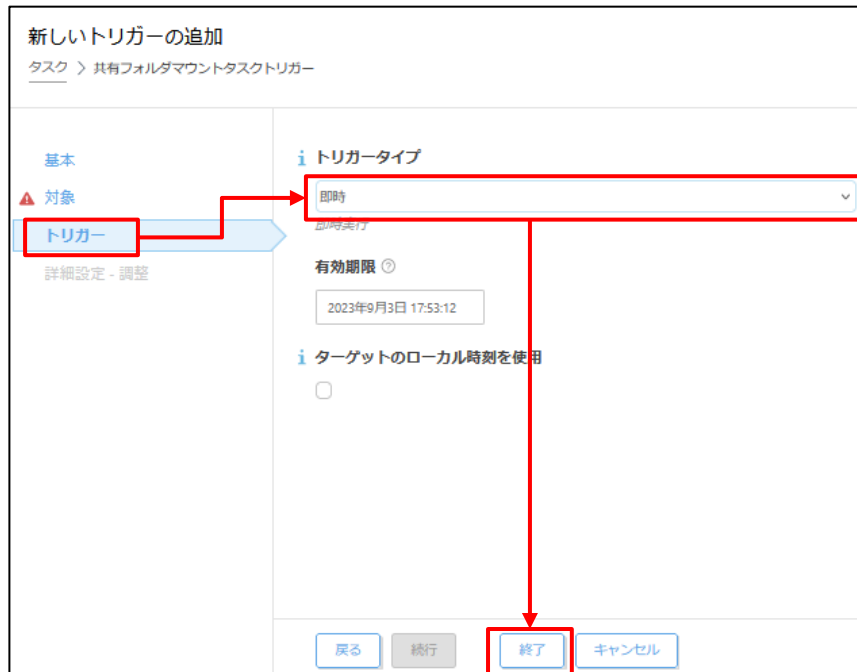 新しいトリガーの追加
タスク > 共有フォルダマウントタスクトリガー
基本
対象
トリガー
詳細設定 - 調整
トリガータイプ
即時
即時実行
有効期限
2023年9月3日 17:53:12
ターゲットのローカル時刻を使用
戻る
続行
終了
キャンセル